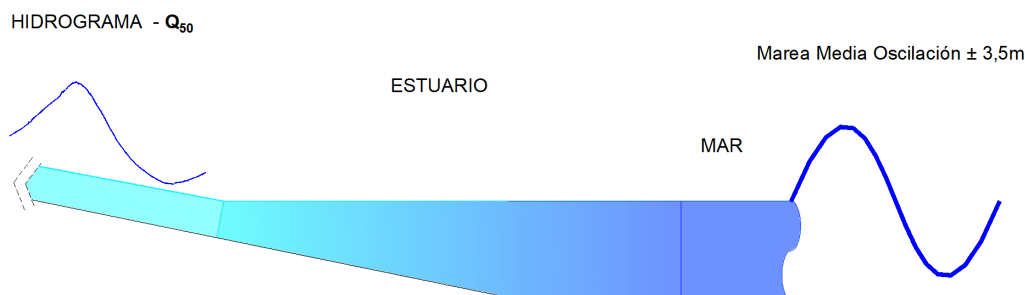 HIDROGRAMA - Q50
Marea Media Oscilación ± 3,5m
ESTUARIO
MAR